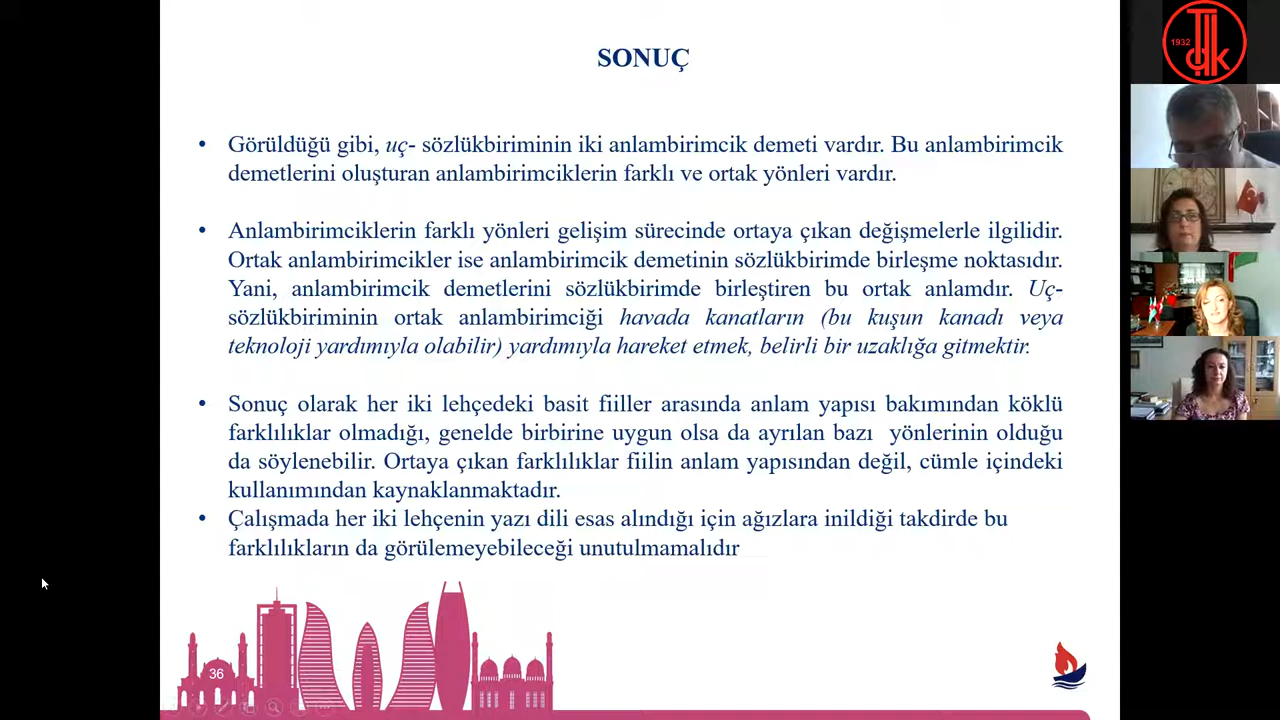 SONUÇ
• Görüldüğü gibi, uç- sözlükbiriminin iki anlambirimcik demeti vardır. Bu anlambirimcik
demetlerini oluşturan anlambirimciklerin farklı ve ortak yönleri vardır.
• Anlambirimciklerin farklı yönleri gelişim sürecinde ortaya çıkan değişmelerle ilgilidir.
Ortak anlambirimcikler ise anlambirimcik demetinin sözlükbirimde birleşme noktasıdır.
Yani, anlambirimcik demetlerini sözlükbirimde birleştiren bu ortak anlamdır. Uç-
sözlükbiriminin ortak anlambirimciği havada kanatların (bu kuşun kanadı veya
teknoloji yardımıyla olabilir) yardımıyla hareket etmek, belirli bir uzaklığa gitmektir.
• Sonuç olarak her iki lehçedeki basit fiiller arasında anlam yapısı bakımından köklü
farklılıklar olmadığı, genelde birbirine uygun olsa da ayrılan bazı yönlerinin olduğu
da söylenebilir. Ortaya çıkan farklılıklar fiilin anlam yapısından değil, cümle içindeki
kullanımından kaynaklanmaktadır.
• Çalışmada her iki lehçenin yazı dili esas alındığı için ağızlara inildiği takdirde bu
farklılıkların da görülemeyebileceği unutulmamalıdır
36
1932
TDK